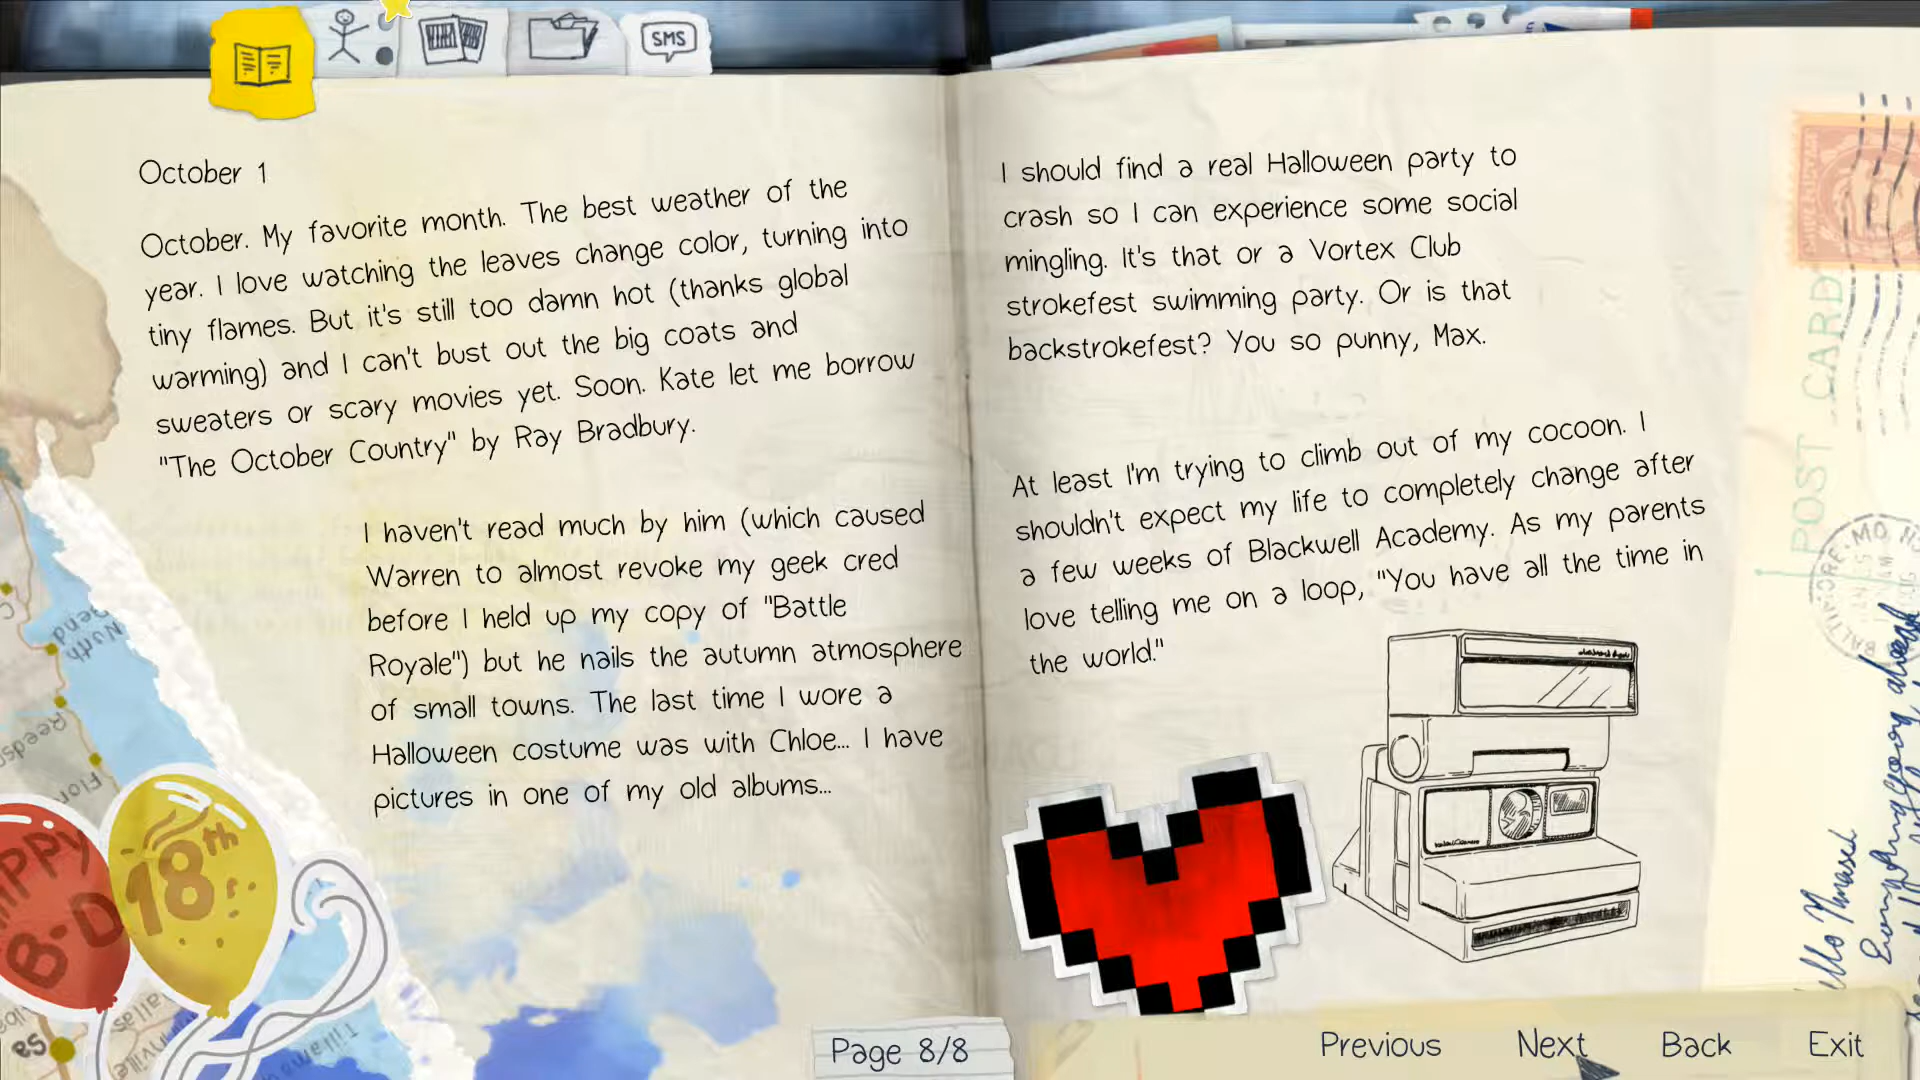 SMS
October 1
October. My favorite month. The best weather of the
year. I love watching the leaves change color, turning into
tiny flames. But it's still too damn hot (thanks global
warming) and I can't bust out the big coats and
sweaters or scary movies yet. Soon. Kate let me borrow
"The October Country" by Ray Bradbury.
I haven't read much by him (which caused
Warren to almost revoke my geek cred
before I held up my copy of "Battle
Royale") but he nails the autumn atmosphere
of small towns. The last time I wore a
Halloween costume was with Chloe... I have
pictures in one of my old albums...
I should find a real Halloween party to
crash so I can experience some social
mingling. It's that or a Vortex Club
strokefest swimming party. Or is that
backstrokefest? You so punny, Max.
At least I'm trying to climb out of my cocoon. I
shouldn't expect my life to completely change after
a few weeks of Blackwell Academy. As my parents
love telling me on a loop, "You have all the time in
the world."
POST CARD
North
Bend
B-D
18th
Page 8/8
Previous
Next
Back
Exit